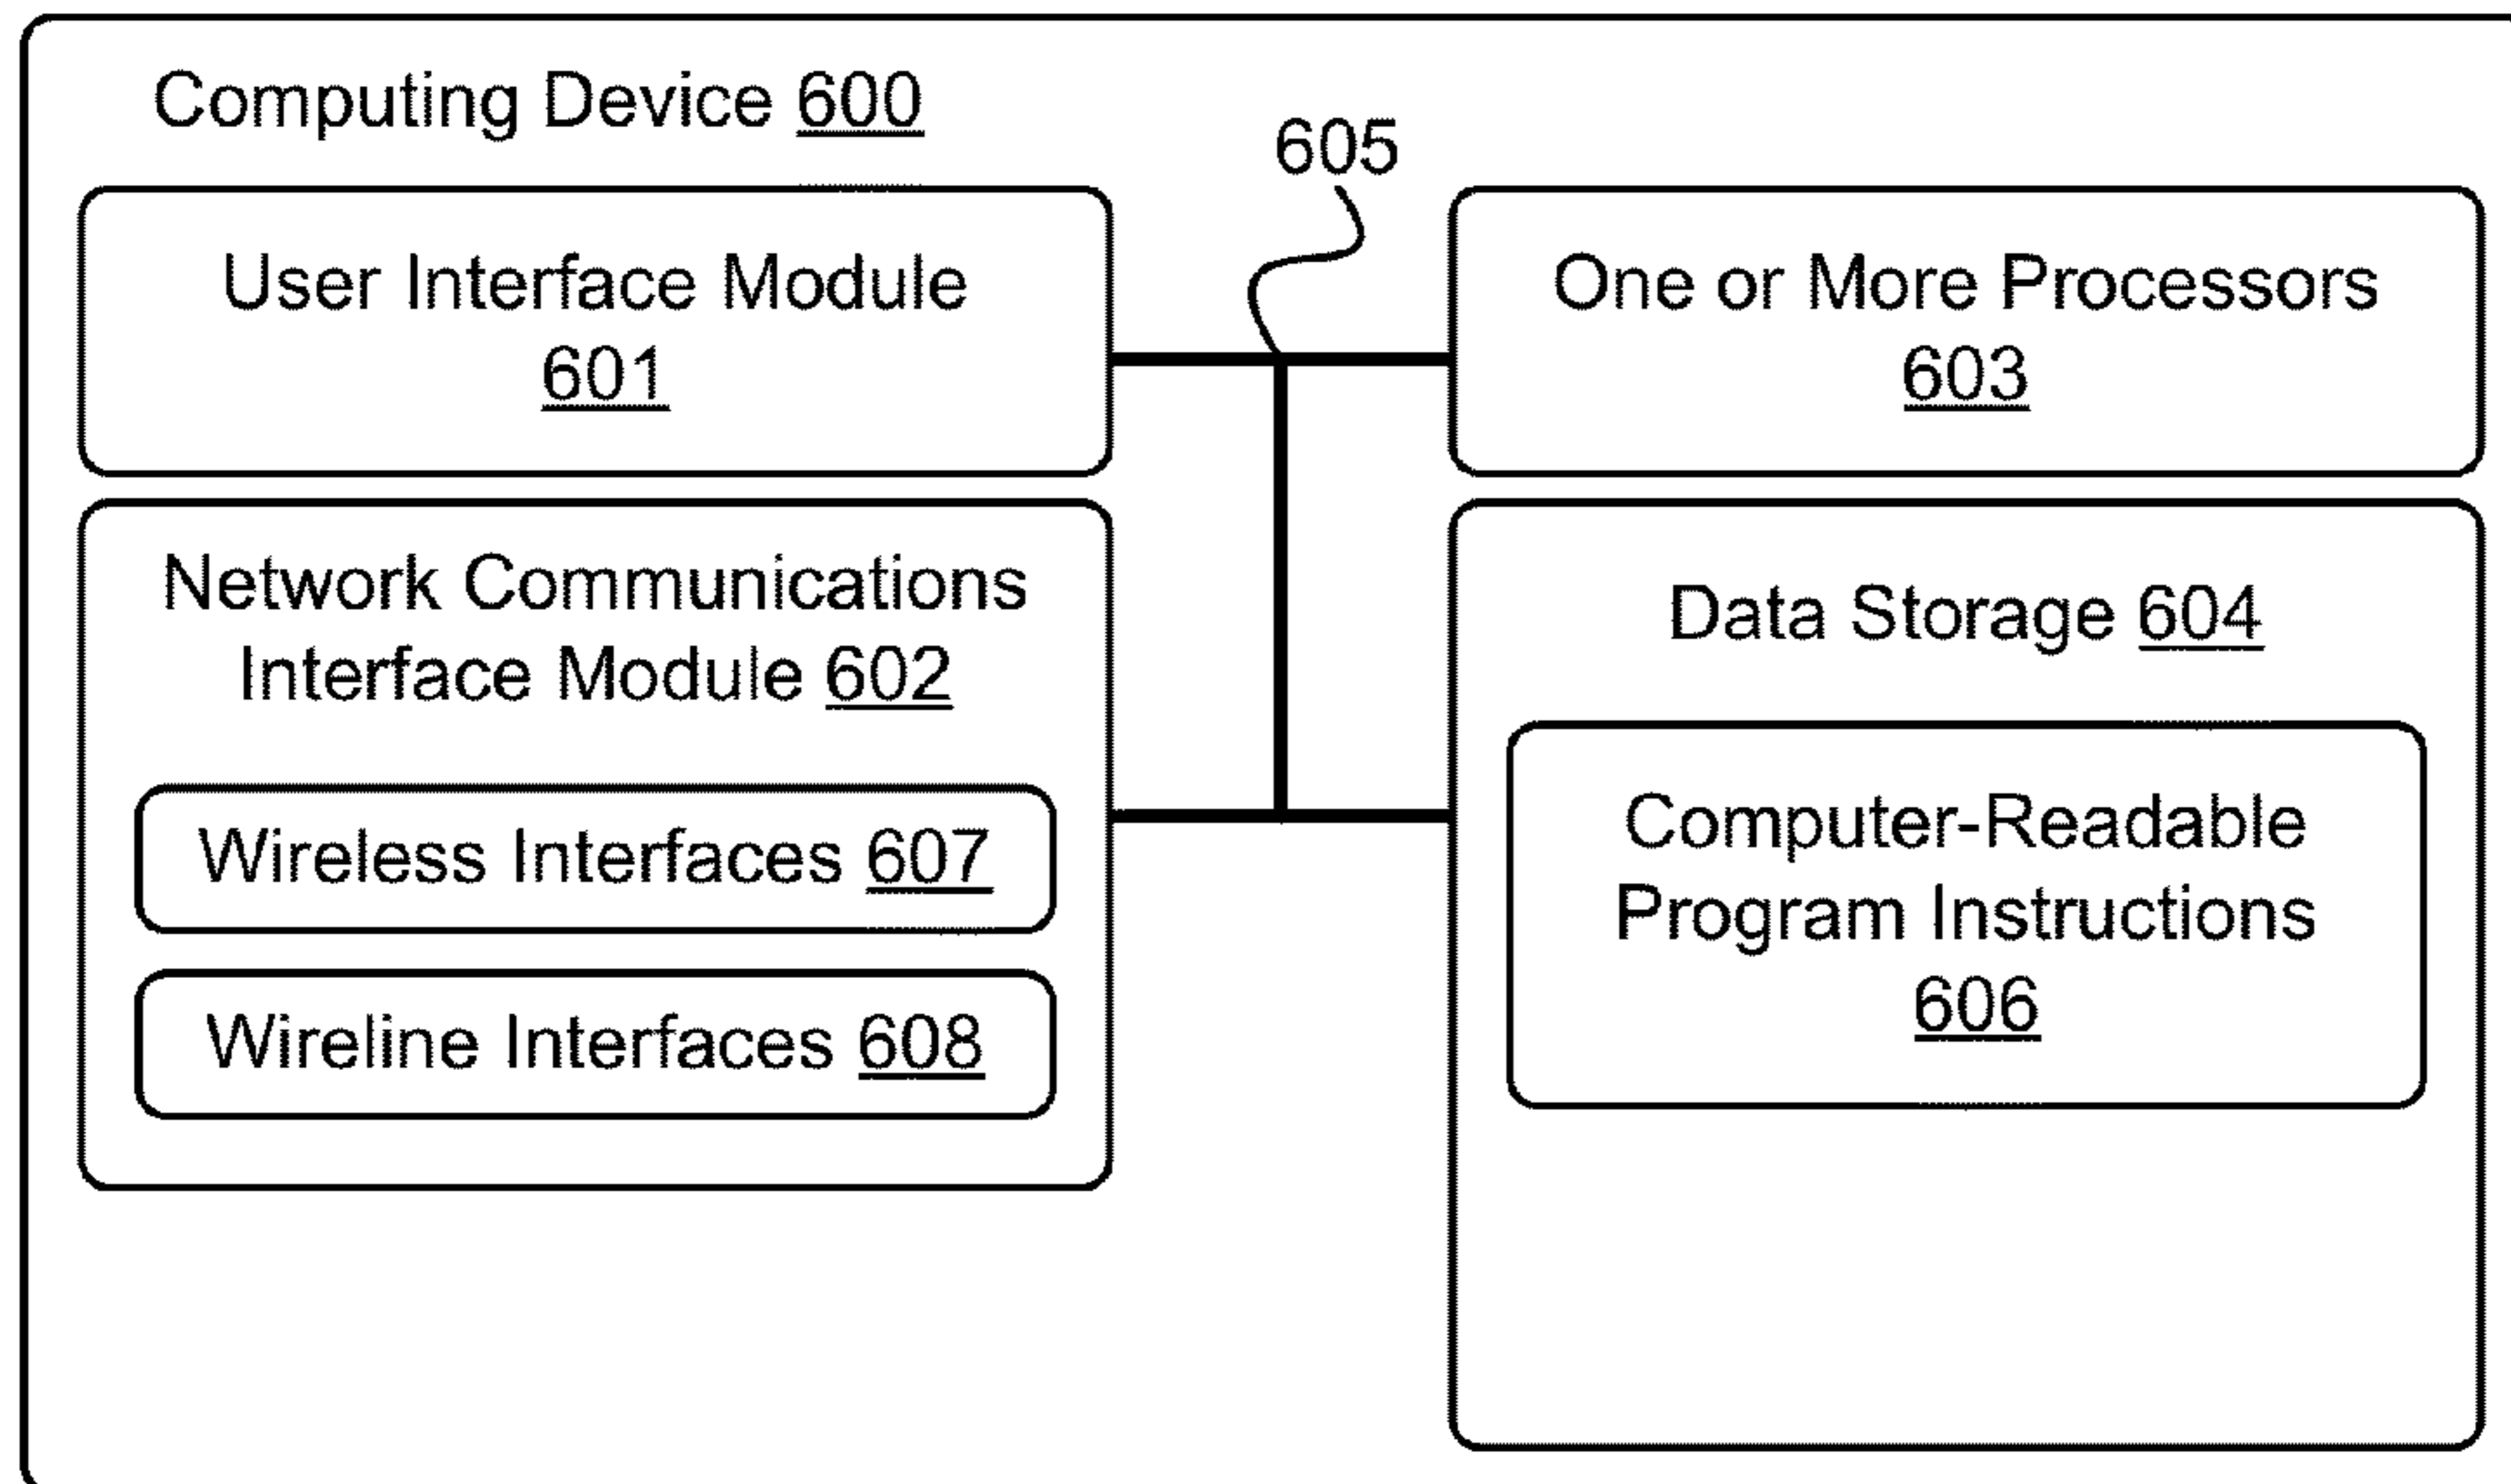 Computing Device 600
605
User Interface Module
601
One or More Processors
603
Network Communications
Interface Module 602
Wireless Interfaces 607
Wireline Interfaces 608
Data Storage 604
Computer-Readable
Program Instructions
606